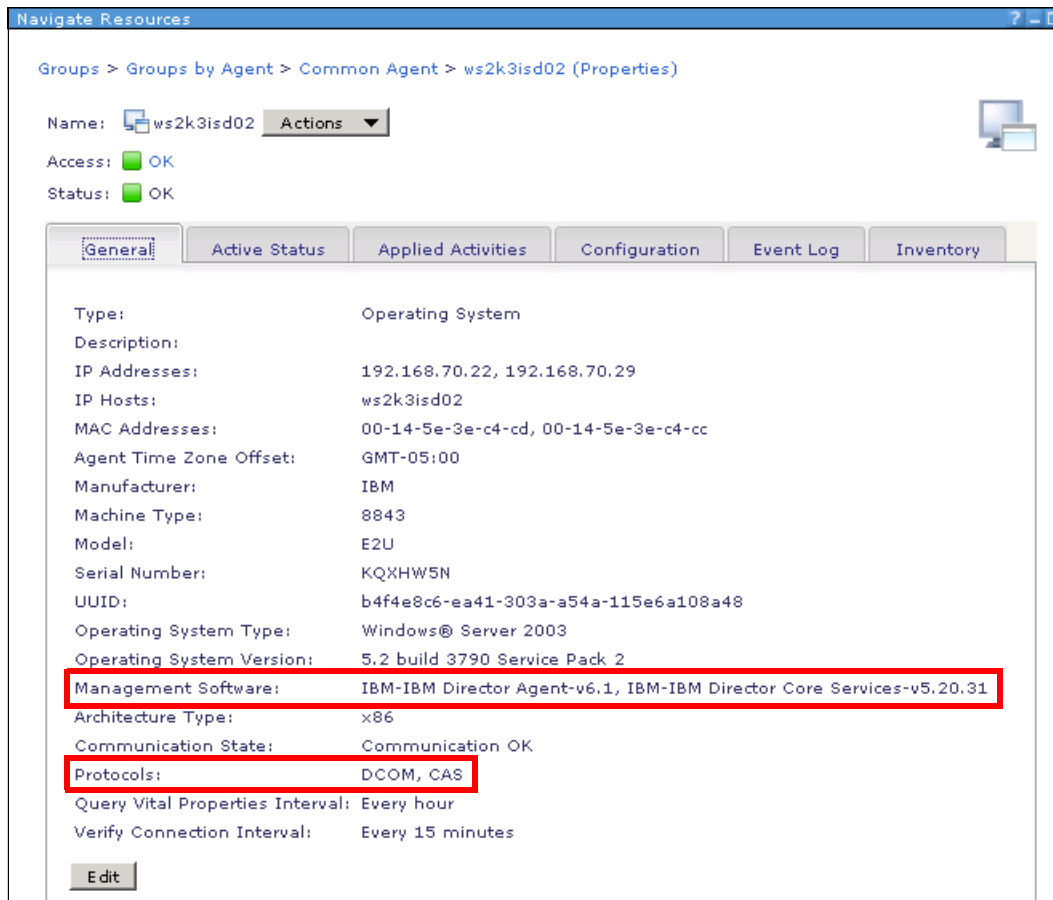 Navigate Resources ? –
Groups > Groups by Agent > Common Agent > ws2k3isd02 (Properties)
Name: ws2k3isd02 Actions
Access: OK
Status: OK
General Active Status Applied Activities Configuration Event Log Inventory
Type: Operating System
Description:
IP Addresses: 192.168.70.22, 192.168.70.29
IP Hosts: ws2k3isd02
MAC Addresses: 00-14-5e-3e-c4-cd, 00-14-5e-3e-c4-cc
Agent Time Zone Offset: GMT-05:00
Manufacturer: IBM
Machine Type: 8843
Model: E2U
Serial Number: KQXHW5N
UUID: b4f4e8c6-ea41-303a-a54a-115e6a108a48
Operating System Type: Windows® Server 2003
Operating System Version: 5.2 build 3790 Service Pack 2
Management Software: IBM-IBM Director Agent-v6.1, IBM-IBM Director Core Services-v5.20.31
Architecture Type: x86
Communication State: Communication OK
Protocols: DCOM, CAS
Query Vital Properties Interval: Every hour
Verify Connection Interval: Every 15 minutes
Edit